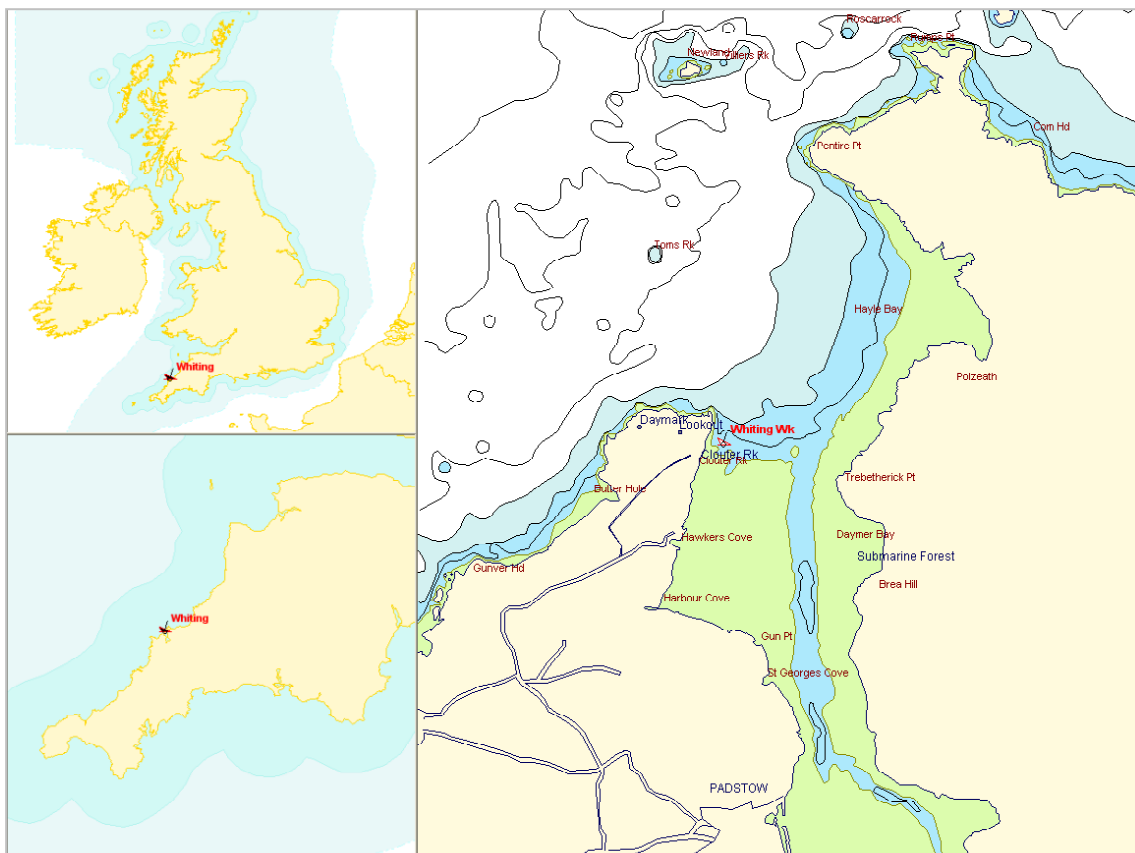 Whiting
Whiting
Roscarrock
Rumps Pt
Newland
Villiers Rk
Com Hd
Pentire Pt
Toms Rk
Hayle Bay
Polzeath
Daymark
Lookout
Whiting Wk
Clouter Rk
Clouter Rk
Butter Hole
Trebetherick Pt
Hawkers Cove
Daymer Bay
Submarine Forest
Gunver Hd
Brea Hill
Harbour Cove
Gun Pt
St Georges Cove
PADSTOW